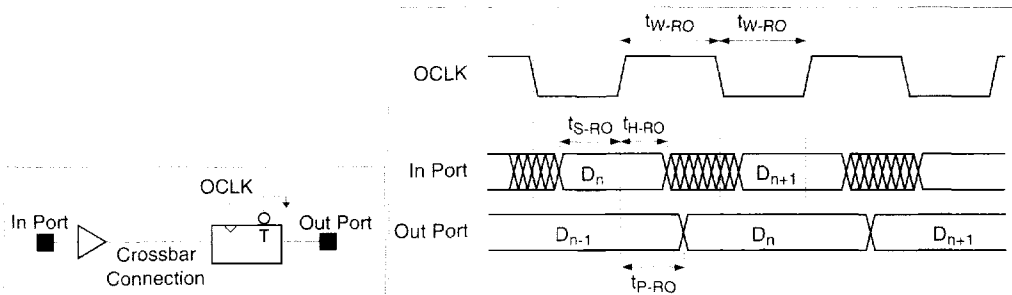 OCLK
In Port
T
Out Port
Crossbar
Connection
tW-RO tW-RO
OCLK
tS-RO tH-RO
In Port Dn Dn+1
Out Port Dn-1 Dn Dn+1
tP-RO